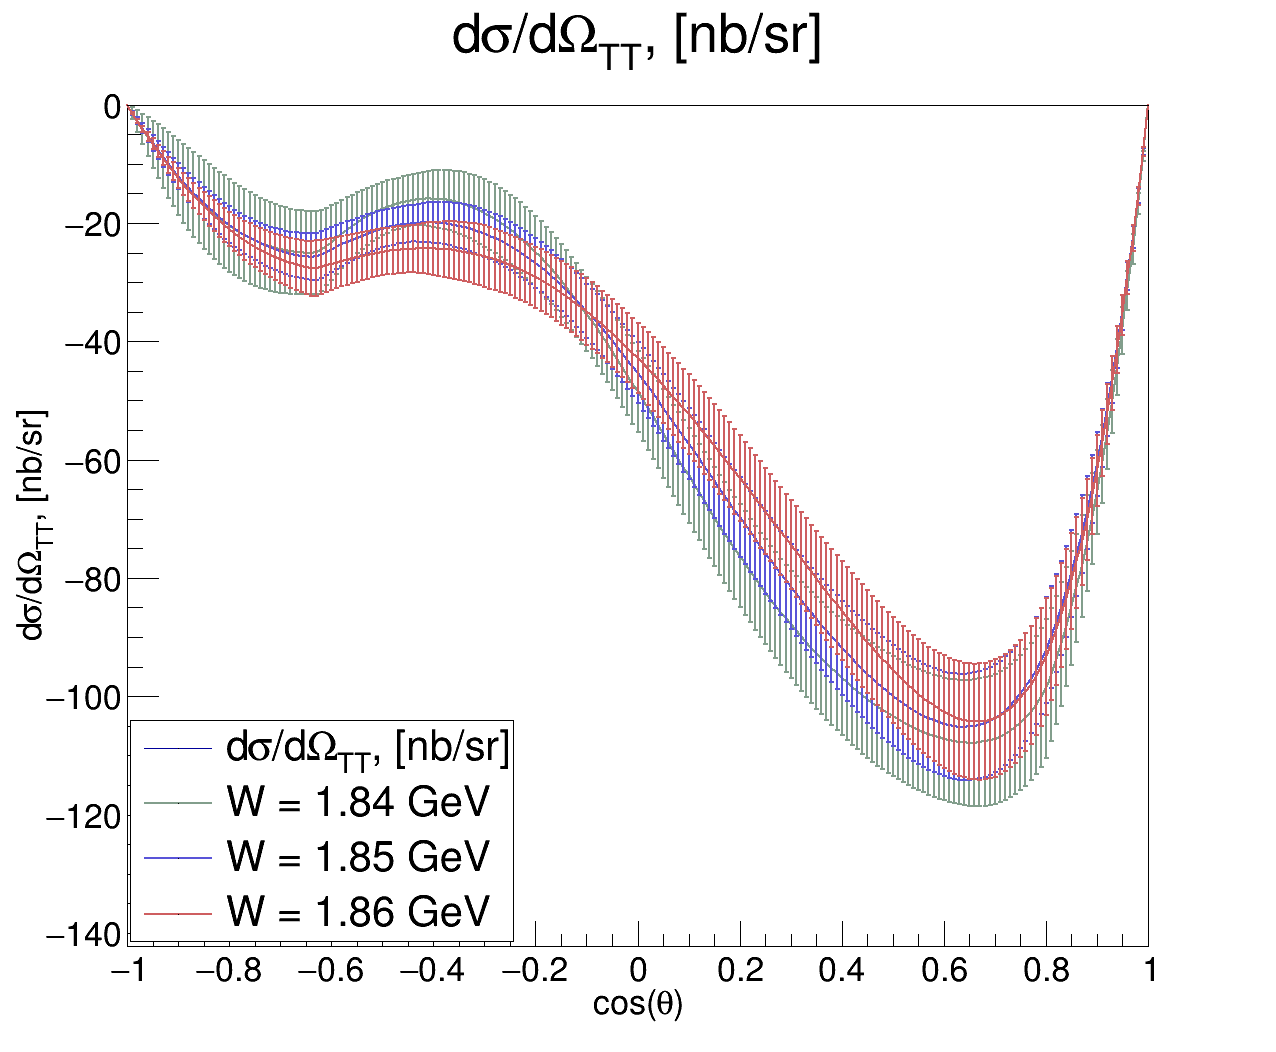 dσ/dΩTT, [nb/sr]
0
−20
−40
−60
−80
−100
−120
−140
dσ/dΩTT, [nb/sr]
dσ/dΩTT, [nb/sr]
W = 1.84 GeV
W = 1.85 GeV
W = 1.86 GeV
−1 −0.8 −0.6 −0.4 −0.2 0 0.2 0.4 0.6 0.8 1
cos(θ)